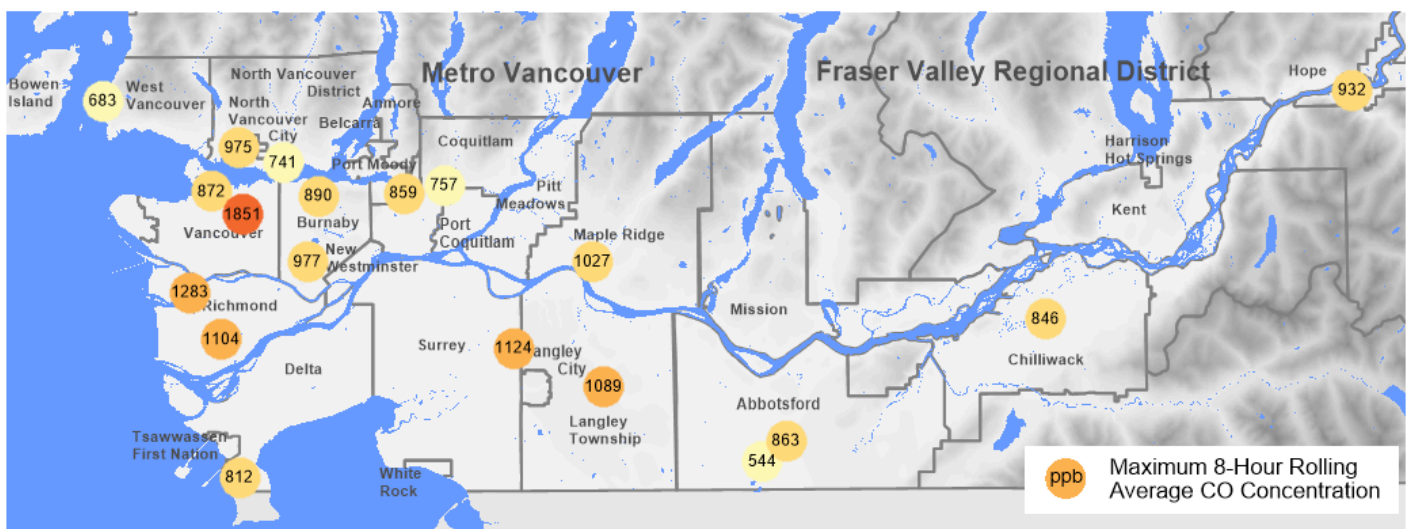 Metro Vancouver
Fraser Valley Regional District
Bowen
Island
683
West
Vancouver
North Vancouver
District
North
Vancouver
City
Anmore
Belcarra
975
741
Port Moody
Coquitlam
872
1851
Vancouver
890
Burnaby
859
757
Pitt
Meadows
Port
Coquitlam
977
New
Westminster
Maple Ridge
1027
1283
Richmond
1104
Delta
Surrey
1124
angley
City
1089
Langley
Township
Tsawwassen
First Nation
812
White
Rock
Mission
Abbotsford
863
544
Hope
932
Harrison
Hot Springs
Kent
846
Chilliwack
ppb
Maximum 8-Hour Rolling
Average CO Concentration